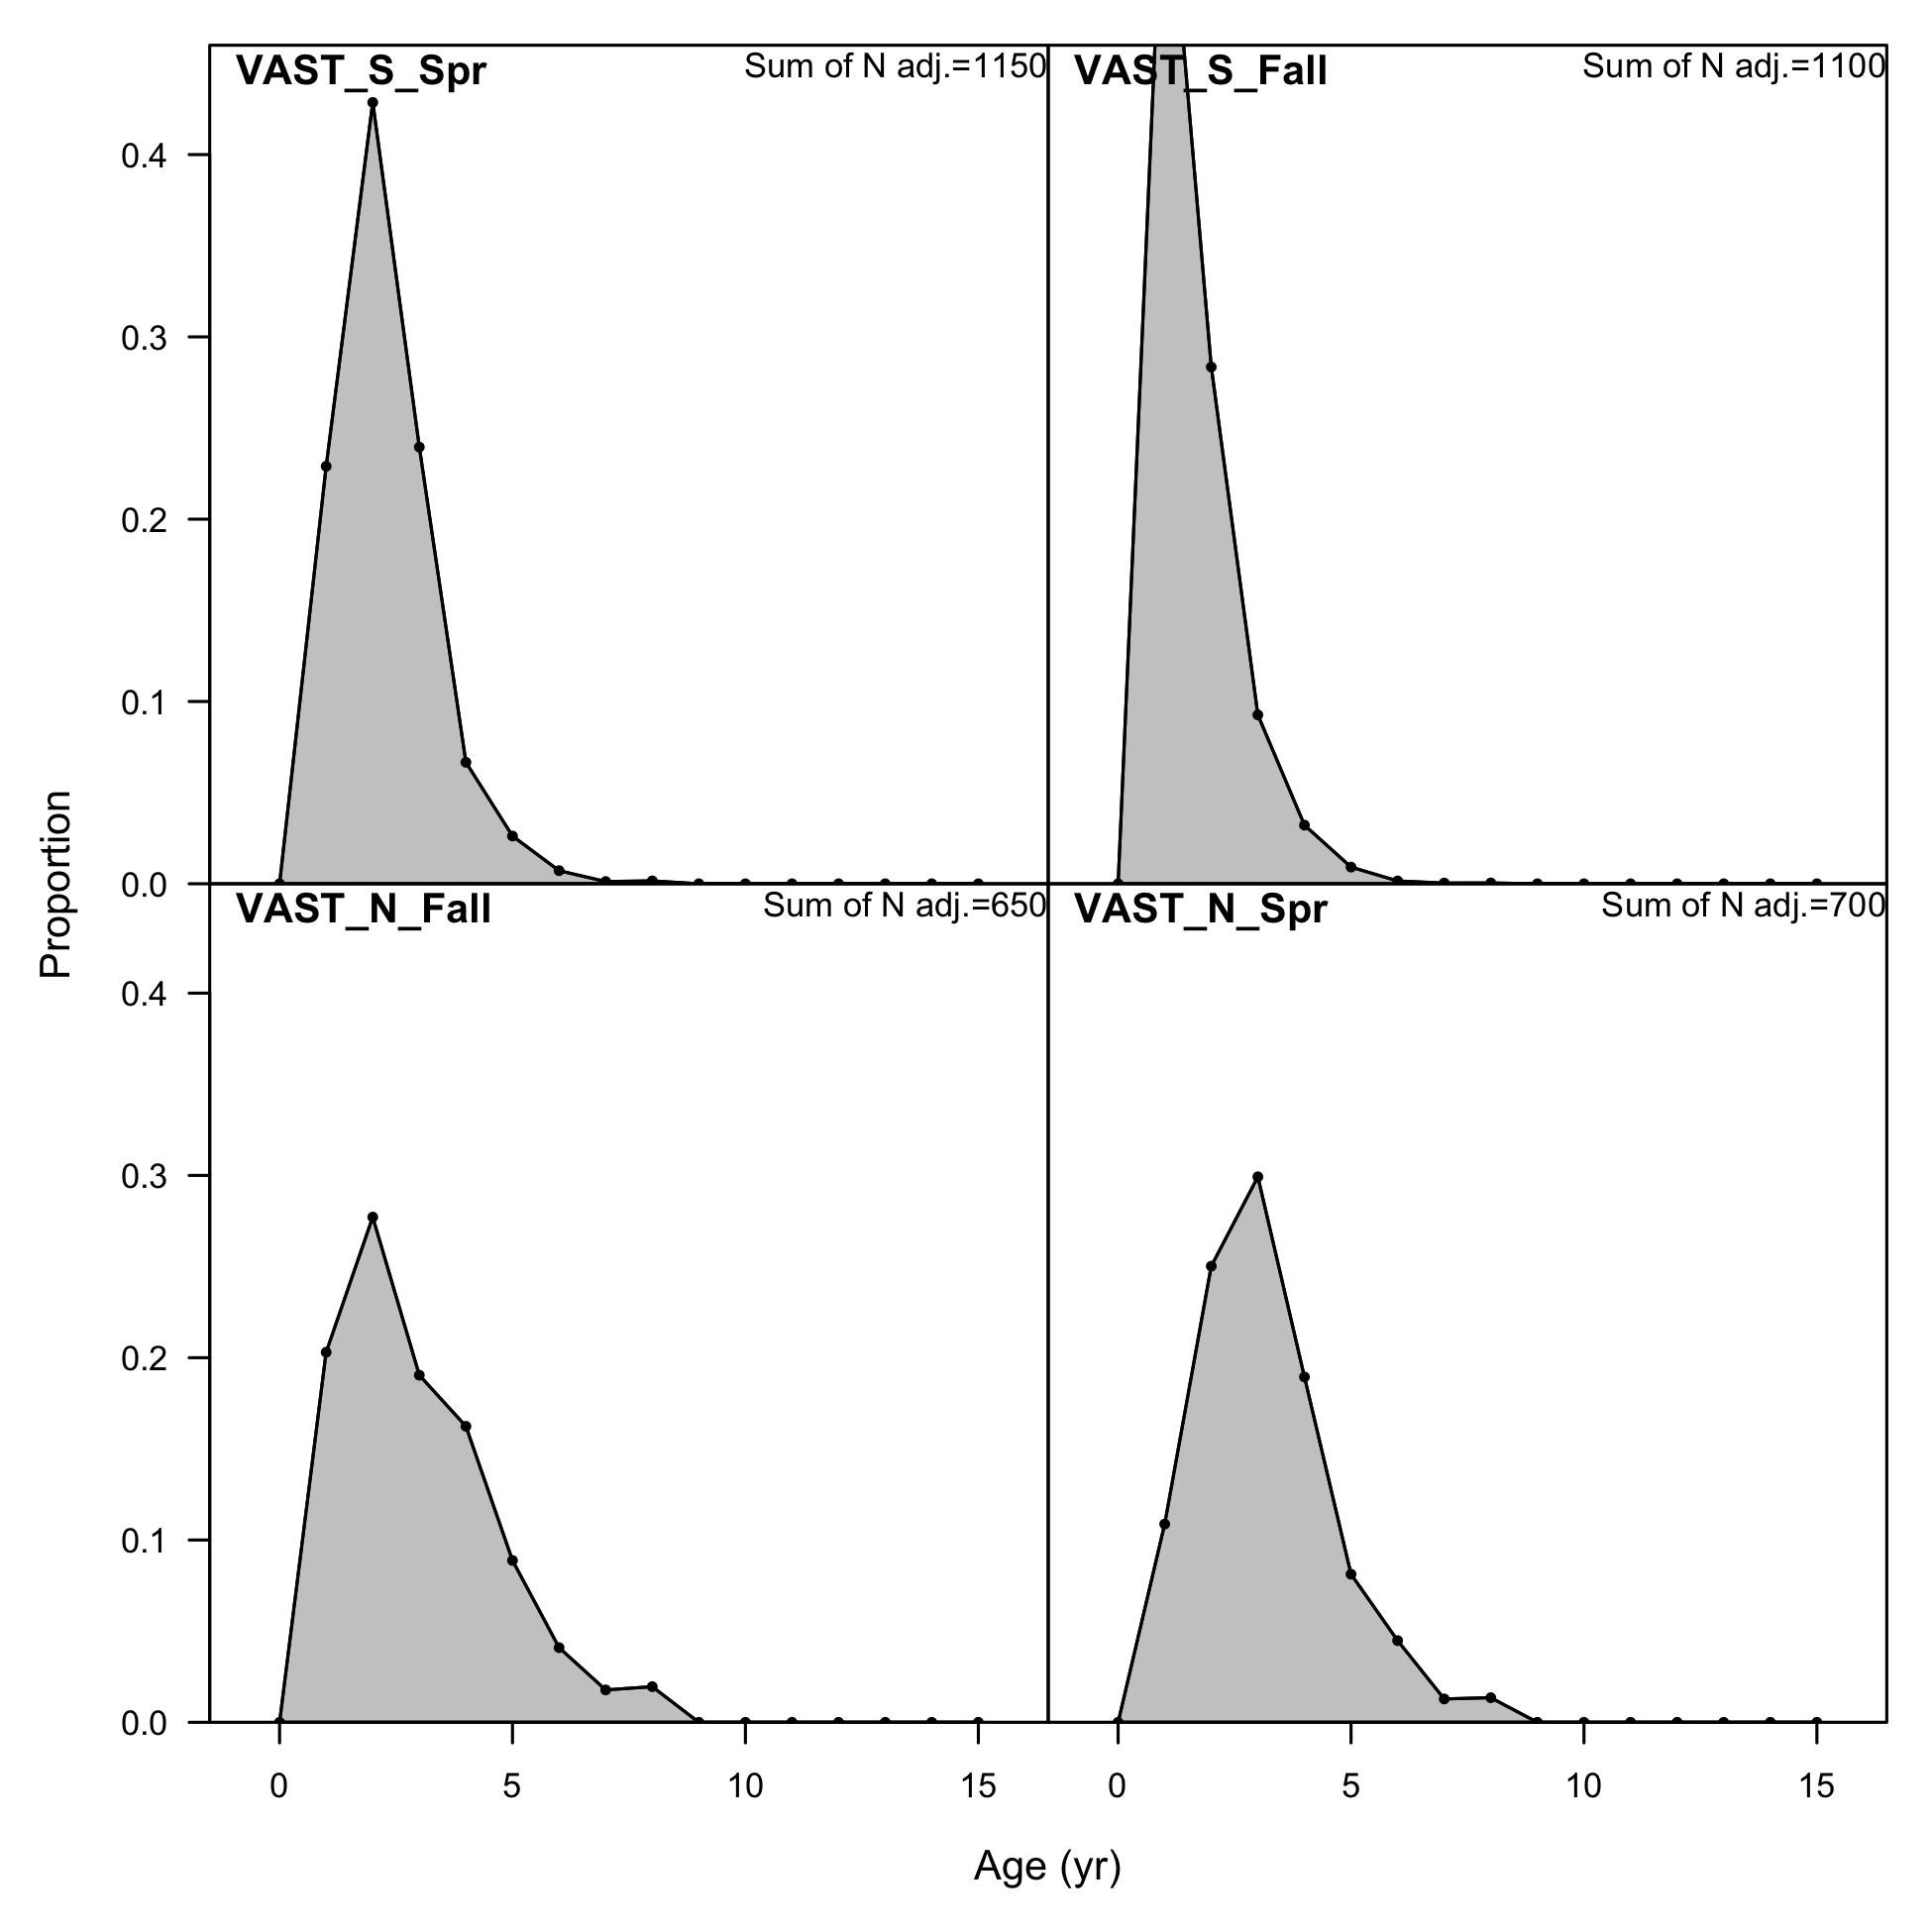 VAST_S_Spr
Sum of N adj.=1150
VAST_S_Fall
Sum of N adj.=1100
0.4
0.3
0.2
0.1
0.0
VAST_N_Fall
Sum of N adj.=650
VAST_N_Spr
Sum of N adj.=700
0.4
0.3
0.2
0.1
0.0
Proportion
0 5 10 15 0 5 10 15
Age (yr)